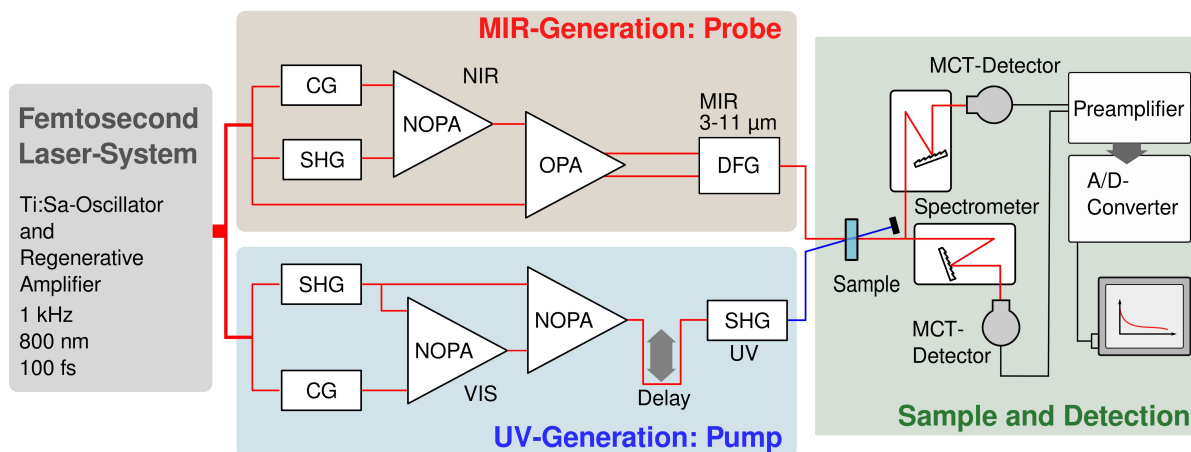 Femtosecond
Laser-System
Ti:Sa-Oscillator
and
Regenerative
Amplifier
1 kHz
800 nm
100 fs
MIR-Generation: Probe
CG
SHG
NOPA
NIR
OPA
MIR
3-11 µm
DFG
SHG
CG
NOPA
VIS
NOPA
Delay
SHG
UV
UV-Generation: Pump
MCT-Detector
Preamplifier
A/D-
Converter
Spectrometer
Sample
MCT-
Detector
Sample and Detection